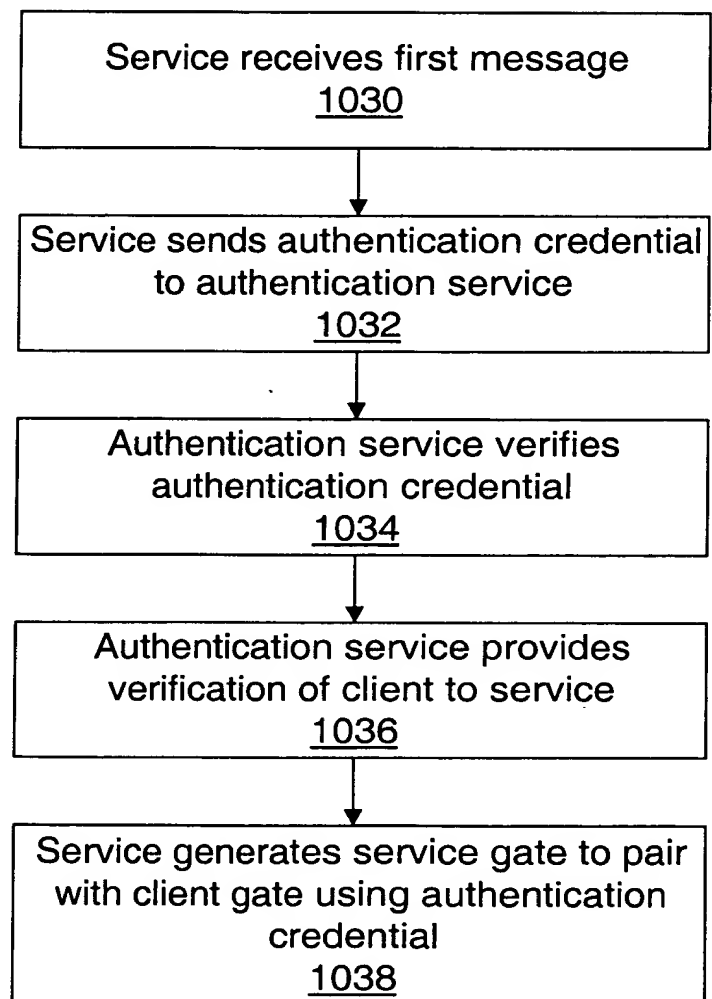 Service receives first message
1030
Service sends authentication credential
to authentication service
1032
Authentication service verifies
authentication credential
1034
Authentication service provides
verification of client to service
1036
Service generates service gate to pair
with client gate using authentication
credential
1038